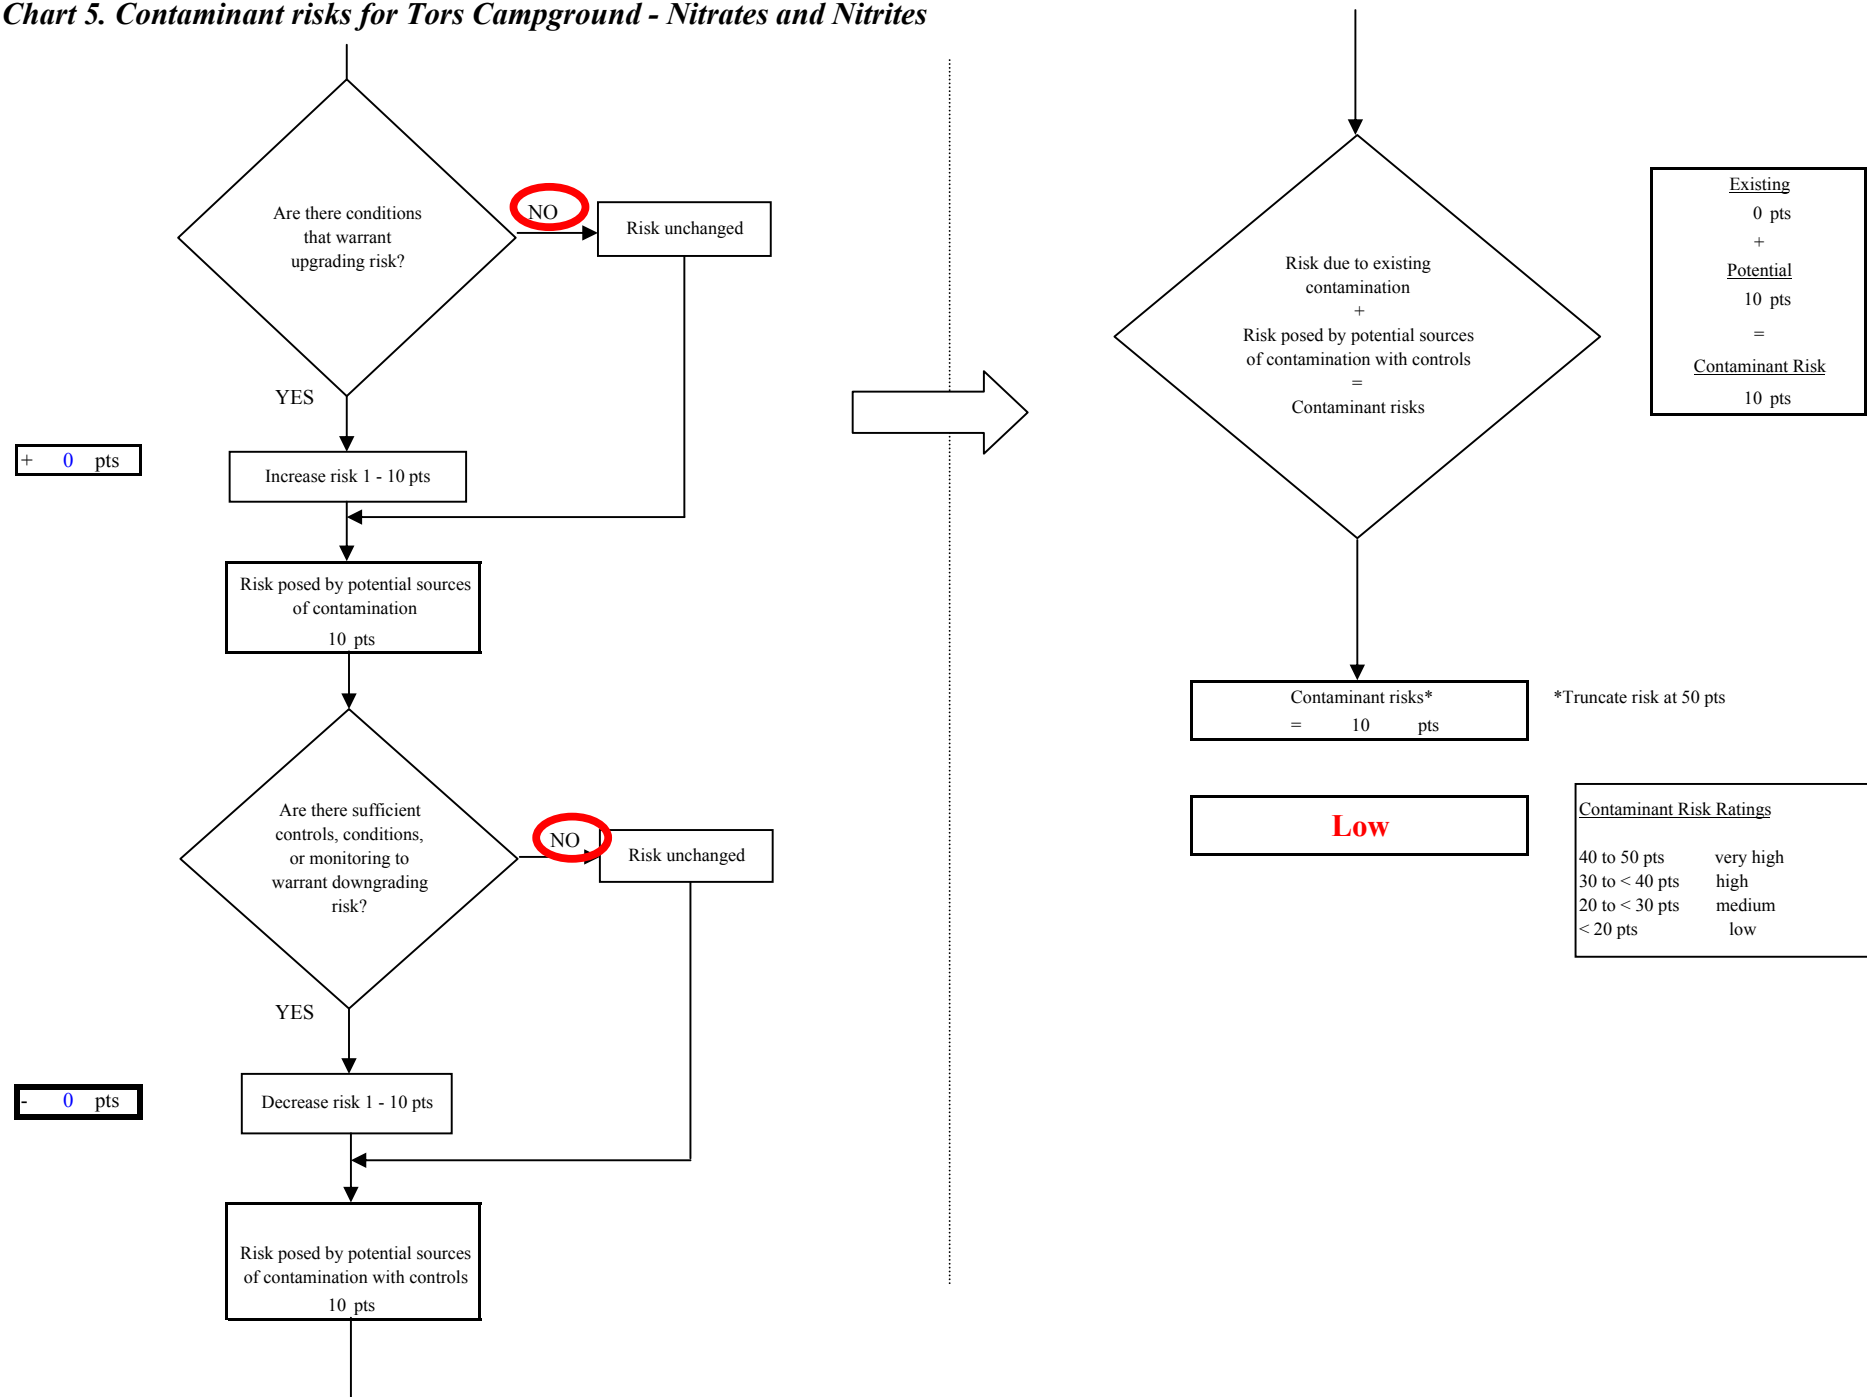 Chart 5. Contaminant risks for Tors Campground - Nitrates and Nitrites
Are there conditions
that warrant
upgrading risk?
NO
Risk unchanged
YES
+ 0 pts
Increase risk 1 - 10 pts
Risk posed by potential sources
of contamination
10 pts
Are there sufficient
controls, conditions,
or monitoring to
warrant downgrading
risk?
NO
Risk unchanged
YES
- 0 pts
Decrease risk 1 - 10 pts
Risk posed by potential sources
of contamination with controls
10 pts
Risk due to existing
contamination
+
Risk posed by potential sources
of contamination with controls
=
Contaminant risks
Existing
0 pts
+
Potential
10 pts
=
Contaminant Risk
10 pts
Contaminant risks*
= 10 pts
*Truncate risk at 50 pts
Low
Contaminant Risk Ratings
40 to 50 pts very high
30 to < 40 pts high
20 to < 30 pts medium
< 20 pts low